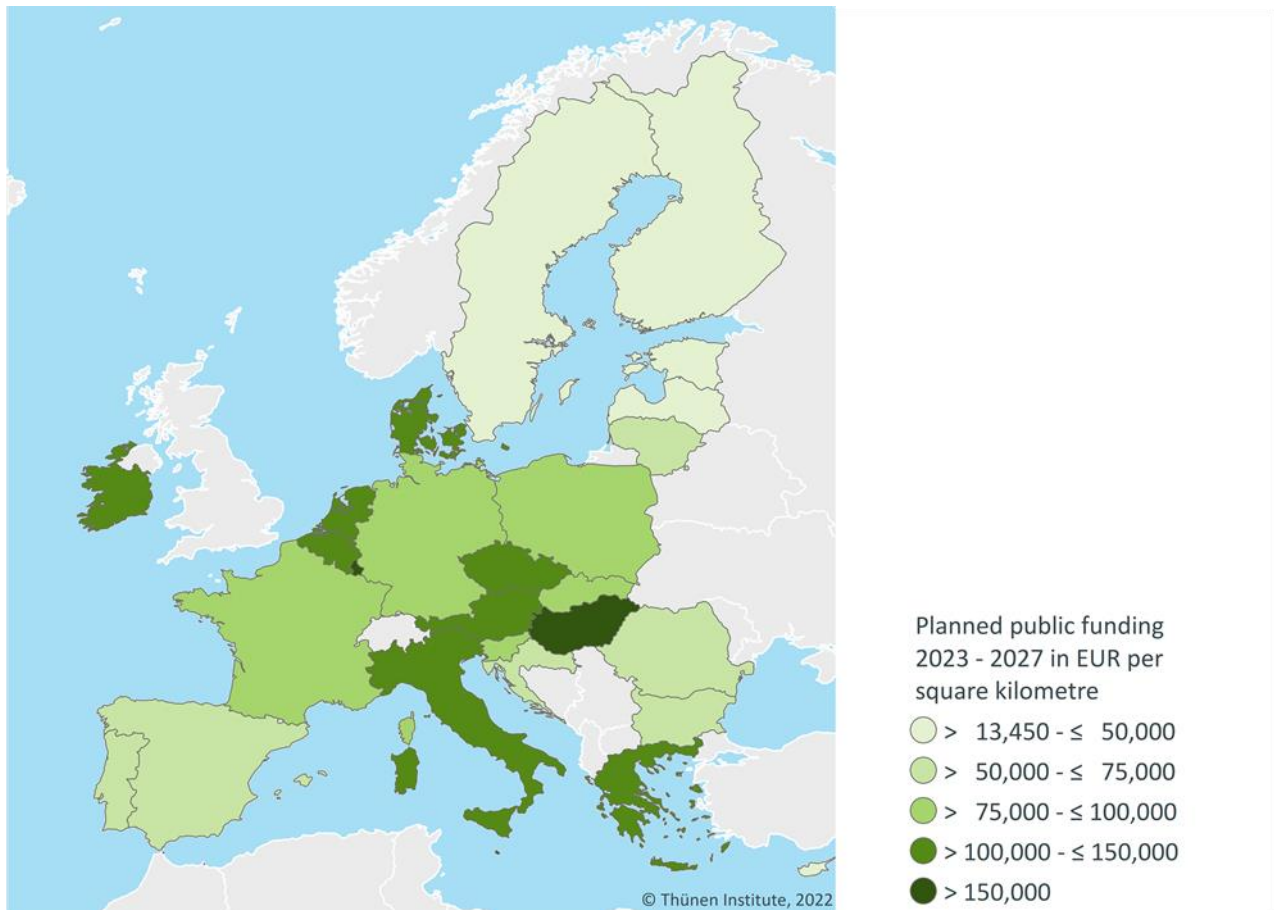 Planned public funding
2023 - 2027 in EUR per
square kilometre
> 13,450 - ≤ 50,000
> 50,000 - ≤ 75,000
> 75,000 - ≤ 100,000
> 100,000 - ≤ 150,000
> 150,000
© Thünen Institute, 2022